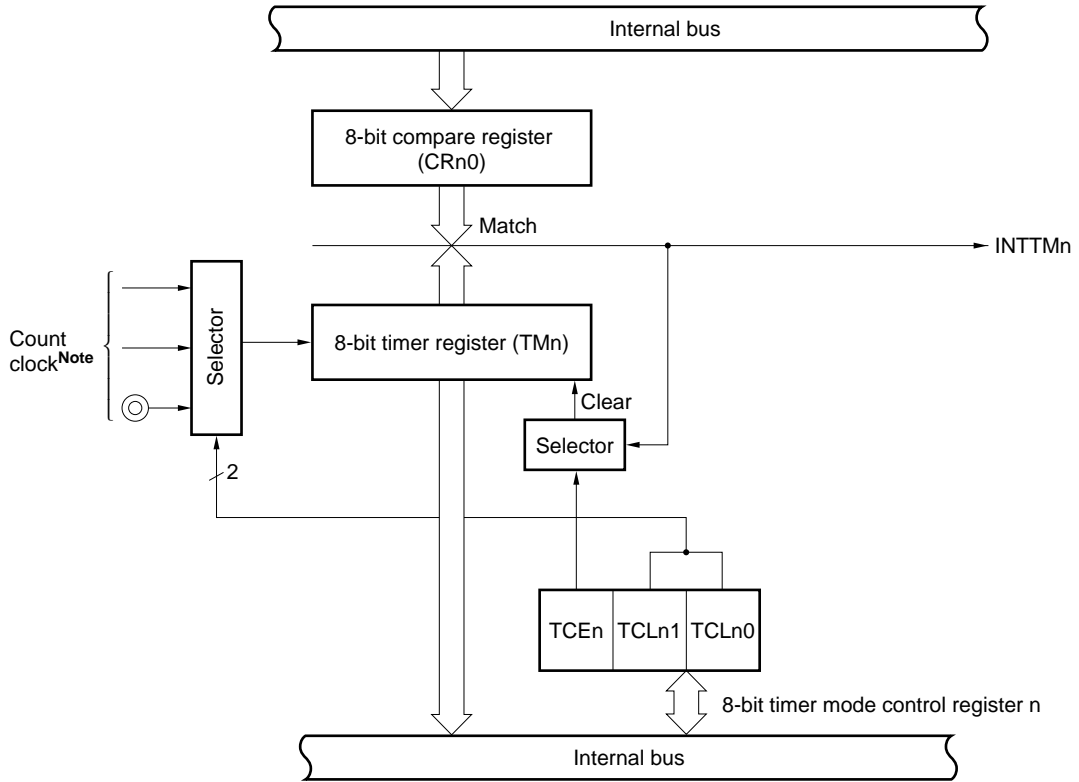 Internal bus
8-bit compare register
(CRn0)
Match
INTTMn
Count
clockNote
Selector
8-bit timer register (TMn)
Clear
Selector
2
TCEn
TCLn1
TCLn0
8-bit timer mode control register n
Internal bus